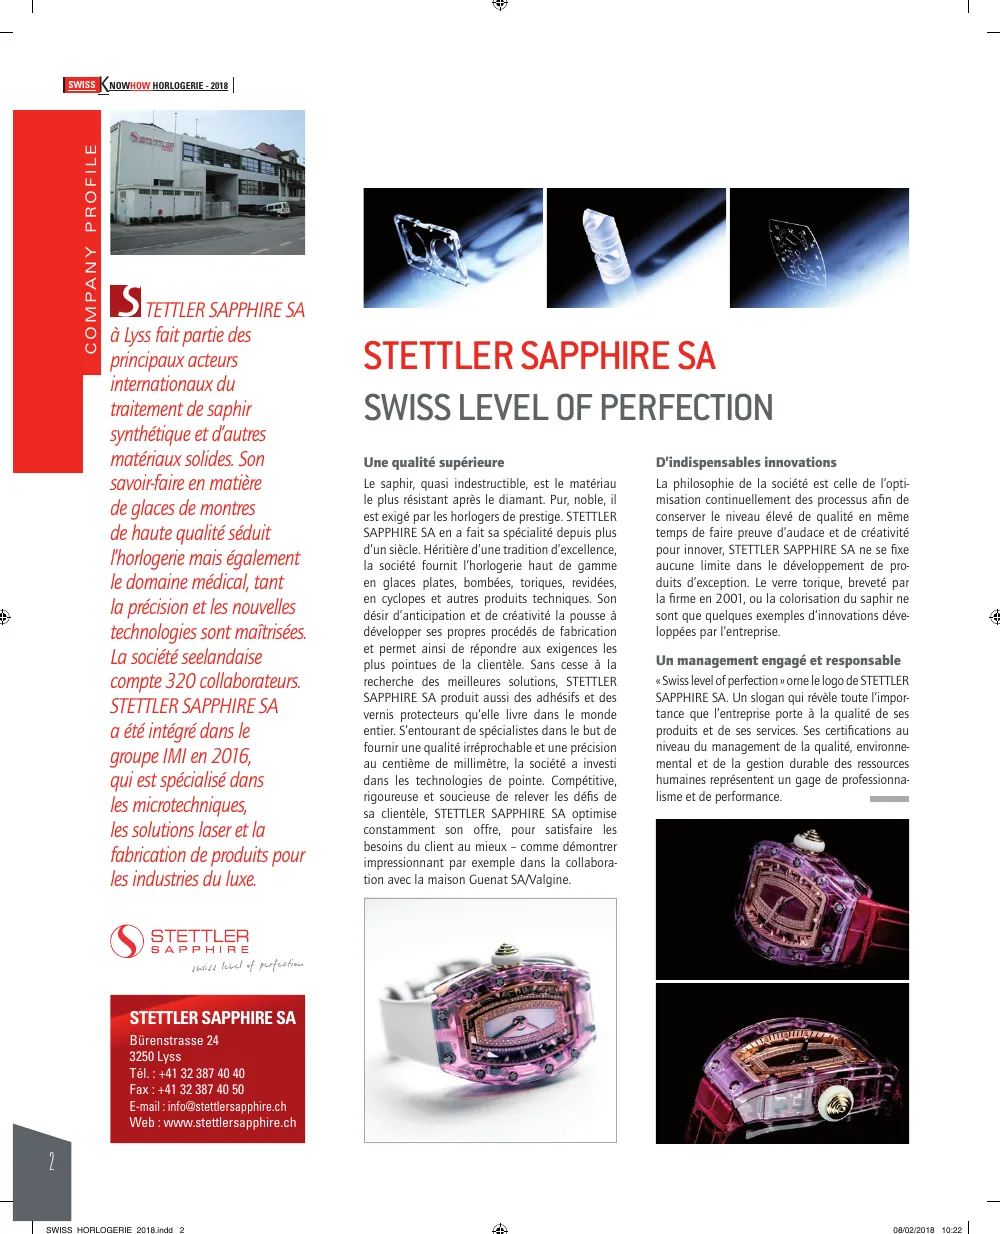 SWISS KNOWHOW HORLOGERIE - 2018
COMPANY PROFILE
STETTLER
STETTLER SAPPHIRE SA
à Lyss fait partie des
principaux acteurs
internationaux du
traitement de saphir
synthétique et d’autres
matériaux solides. Son
savoir-faire en matière
de glaces de montres
de haute qualité séduit
l’horlogerie mais également
le domaine médical, tant
la précision et les nouvelles
technologies sont maîtrisées.
La société seelandaise
compte 320 collaborateurs.
STETTLER SAPPHIRE SA
a été intégré dans le
groupe IMI en 2016,
qui est spécialisé dans
les microtechniques,
les solutions laser et la
fabrication de produits pour
les industries du luxe.
STETTLER
SAPPHIRE
swiss level of perfection
STETTLER SAPPHIRE SA
Bürenstrasse 24
3250 Lyss
Tél. : +41 32 387 40 40
Fax : +41 32 387 40 50
E-mail : info@stettlersapphire.ch
Web : www.stettlersapphire.ch
STETTLER SAPPHIRE SA
SWISS LEVEL OF PERFECTION
Une qualité supérieure
Le saphir, quasi indestructible, est le matériau
le plus résistant après le diamant. Pur, noble, il
est exigé par les horlogers de prestige. STETTLER
SAPPHIRE SA en a fait sa spécialité depuis plus
d’un siècle. Héritière d’une tradition d’excellence,
la société fournit l’horlogerie haut de gamme
en glaces plates, bombées, toriques, revidées,
en cyclopes et autres produits techniques. Son
désir d’anticipation et de créativité la pousse à
développer ses propres procédés de fabrication
et permet ainsi de répondre aux exigences les
plus pointues de la clientèle. Sans cesse à la
recherche des meilleures solutions, STETTLER
SAPPHIRE SA produit aussi des adhésifs et des
vernis protecteurs qu’elle livre dans le monde
entier. S’entourant de spécialistes dans le but de
fournir une qualité irréprochable et une précision
au centième de millimètre, la société a investi
dans les technologies de pointe. Compétitive,
rigoureuse et soucieuse de relever les défis de
sa clientèle, STETTLER SAPPHIRE SA optimise
constamment son offre, pour satisfaire les
besoins du client au mieux – comme démontrer
impressionnant par exemple dans la collabora-
tion avec la maison Guenat SA/Valgine.
D’indispensables innovations
La philosophie de la société est celle de l’opti-
misation continuellement des processus afin de
conserver le niveau élevé de qualité en même
temps de faire preuve d’audace et de créativité
pour innover, STETTLER SAPPHIRE SA ne se fixe
aucune limite dans le développement de pro-
duits d’exception. Le verre torique, breveté par
la firme en 2001, ou la colorisation du saphir ne
sont que quelques exemples d’innovations déve-
loppées par l’entreprise.
Un management engagé et responsable
« Swiss level of perfection » orne le logo de STETTLER
SAPPHIRE SA. Un slogan qui révèle toute l’impor-
tance que l’entreprise porte à la qualité de ses
produits et de ses services. Ses certifications au
niveau du management de la qualité, environne-
mental et de la gestion durable des ressources
humaines représentent un gage de professionna-
lisme et de performance.
2
SWISS HORLOGERIE 2018.indd 2
08/02/2018 10:22